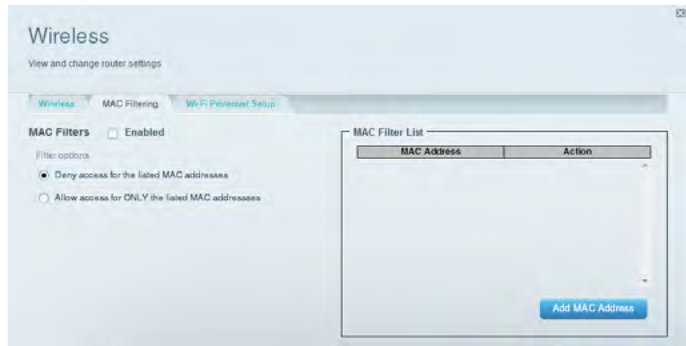 Wireless
View and change router settings
Wireless
MAC Filtering
Wi-Fi Protected Setup
MAC Filters
Enabled
Filter options
Deny access for the listed MAC addresses
Allow access for ONLY the listed MAC addresses
MAC Filter List
MAC Address
Action
Add MAC Address